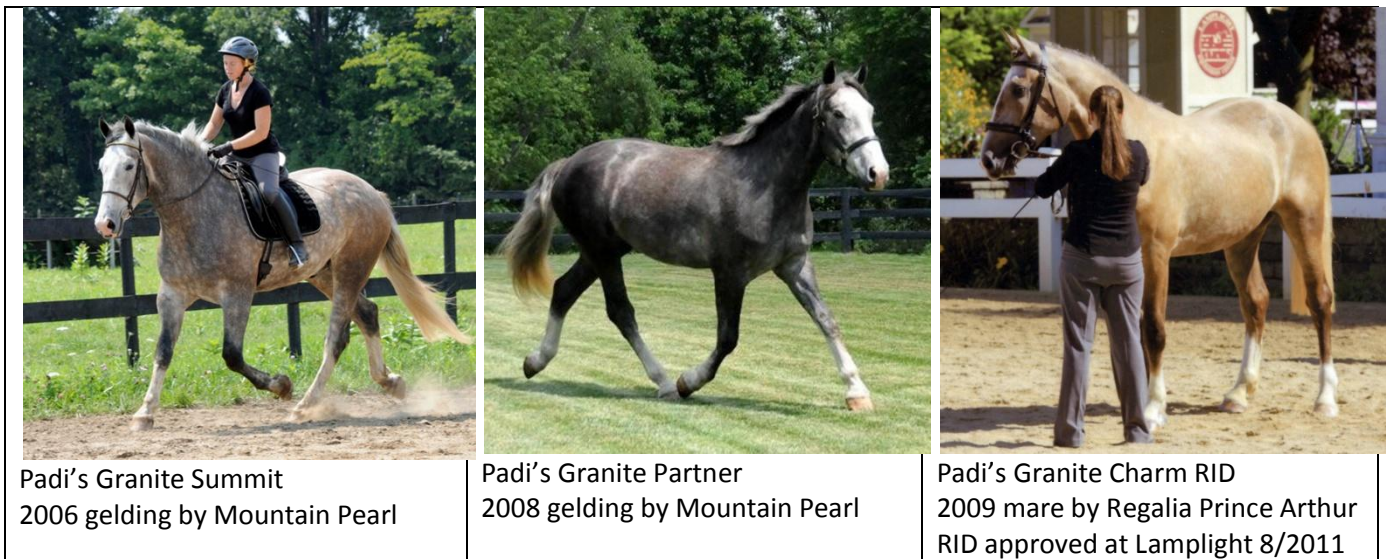 Padi's Granite Summit
2006 gelding by Mountain Pearl
Padi's Granite Partner
2008 gelding by Mountain Pearl
Padi's Granite Charm RID
2009 mare by Regalia Prince Arthur
RID approved at Lamplight 8/2011